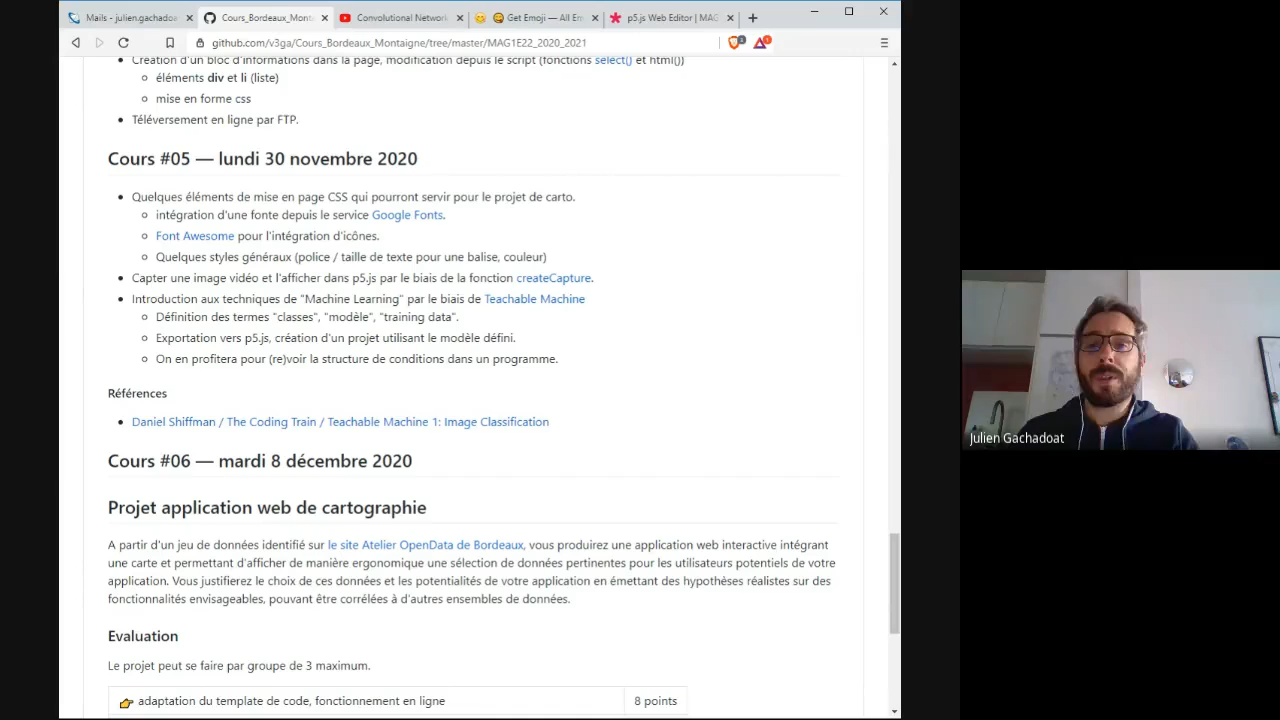 Mails - julien.gachadoa
Cours_Bordeaux_Mont
Convolutional Network
Get Emoji — All Em
p5.js Web Editor | MAG
github.com/v3ga/Cours_Bordeaux_Montaigne/tree/master/MAG1E22_2020_2021
Création d'un bloc d'informations dans la page, modification depuis le script (fonctions select() et html())
éléments div et li (liste)
mise en forme css
Téléversement en ligne par FTP.
Cours #05 — lundi 30 novembre 2020
Quelques éléments de mise en page CSS qui pourront servir pour le projet de carto.
intégration d'une fonte depuis le service Google Fonts.
Font Awesome pour l'intégration d'icônes.
Quelques styles généraux (police / taille de texte pour une balise, couleur)
Capter une image vidéo et l'afficher dans p5.js par le biais de la fonction createCapture.
Introduction aux techniques de "Machine Learning" par le biais de Teachable Machine
Définition des termes "classes", "modèle", "training data".
Exportation vers p5.js, création d'un projet utilisant le modèle défini.
On en profitera pour (re)voir la structure de conditions dans un programme.
Références
Daniel Shiffman / The Coding Train / Teachable Machine 1: Image Classification
Cours #06 — mardi 8 décembre 2020
Projet application web de cartographie
A partir d'un jeu de données identifié sur le site Atelier OpenData de Bordeaux, vous produirez une application web interactive intégrant
une carte et permettant d'afficher de manière ergonomique une sélection de données pertinentes pour les utilisateurs potentiels de votre
application. Vous justifierez le choix de ces données et les potentialités de votre application en émettant des hypothèses réalistes sur des
fonctionnalités envisageables, pouvant être corrélées à d'autres ensembles de données.
Evaluation
Le projet peut se faire par groupe de 3 maximum.
👉 adaptation du template de code, fonctionnement en ligne 8 points
Julien Gachadoat